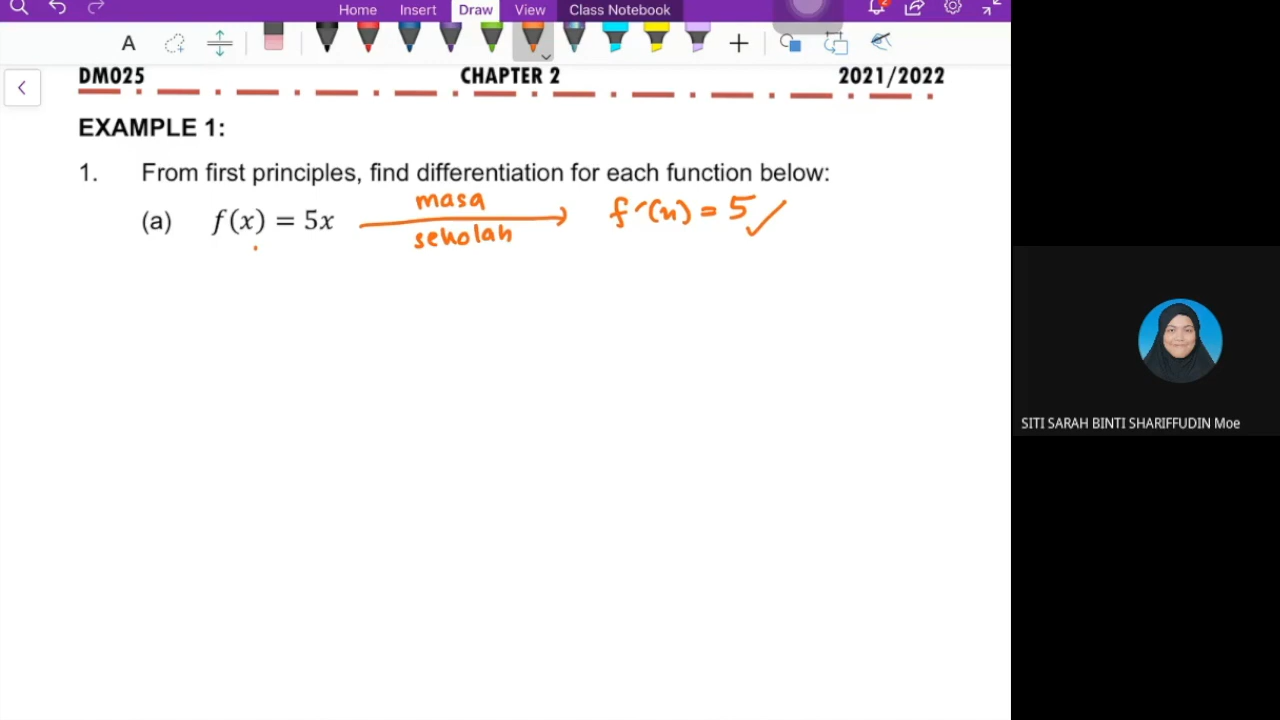 Home Insert Draw View Class Notebook
A
DM025 CHAPTER 2 2021/2022
EXAMPLE 1:
1. From first principles, find differentiation for each function below:
(a) f(x) = 5x masa sekolah f'(x) = 5 ✓
SITI SARAH BINTI SHARIFFUDIN Moe